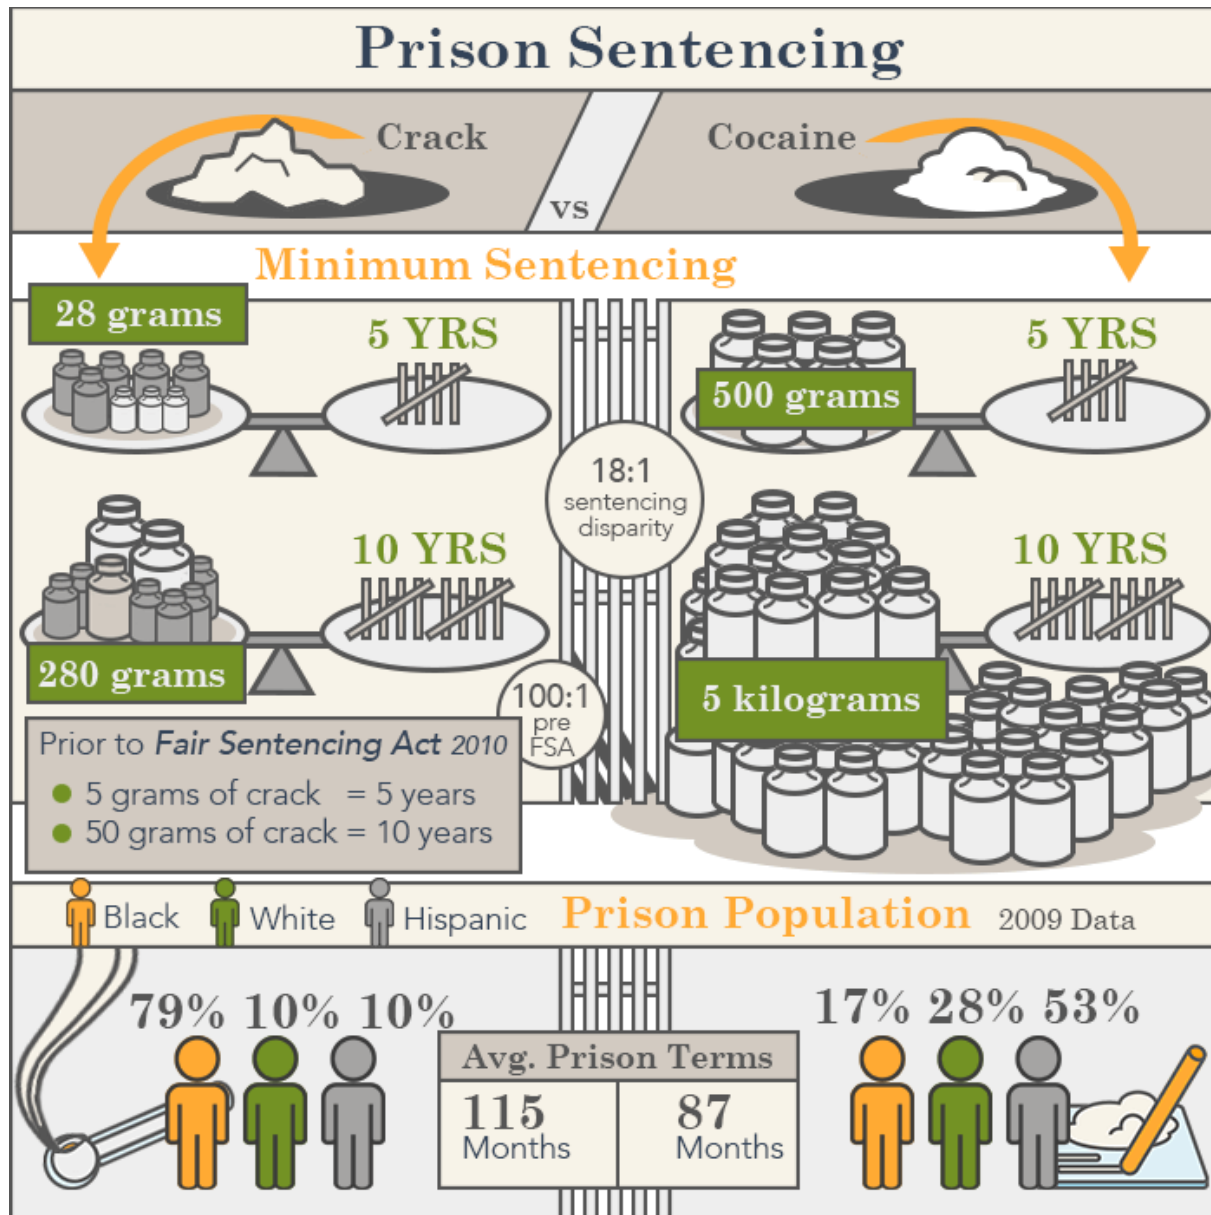 Prison Sentencing
Crack
vs
Cocaine
Minimum Sentencing
28 grams
5 YRS
500 grams
5 YRS
18:1
sentencing
disparity
280 grams
10 YRS
5 kilograms
10 YRS
100:1
pre
FSA
Prior to Fair Sentencing Act 2010
5 grams of crack = 5 years
50 grams of crack = 10 years
Black White Hispanic
Prison Population 2009 Data
79% 10% 10%
17% 28% 53%
Avg. Prison Terms
115
Months
87
Months